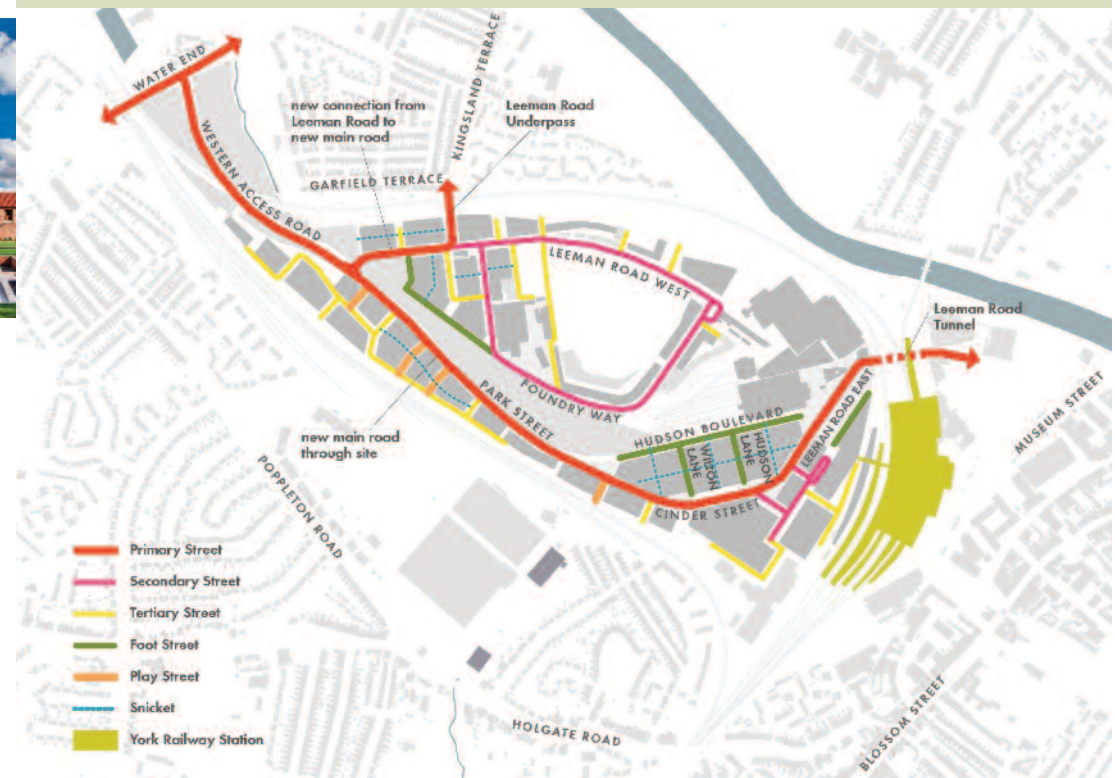 WATER END
KINGSLAND TERRACE
new connection from
Leeman Road to
new main road
Leeman Road
Underpass
WESTERN ACCESS ROAD
GARFIELD TERRACE
LEEMAN ROAD WEST
Leeman Road
Tunnel
PARK STREET
FOUNDRY WAY
HUDSON BOULEVARD
LEEMAN ROAD EAST
MUSEUM STREET
WILTON
LANE
HUDSON
LANE
new main road
through site
CINDER STREET
POPPLETON ROAD
Primary Street
Secondary Street
Tertiary Street
Foot Street
Play Street
Snicket
York Railway Station
HOLGATE ROAD
BLOSSOM STREET